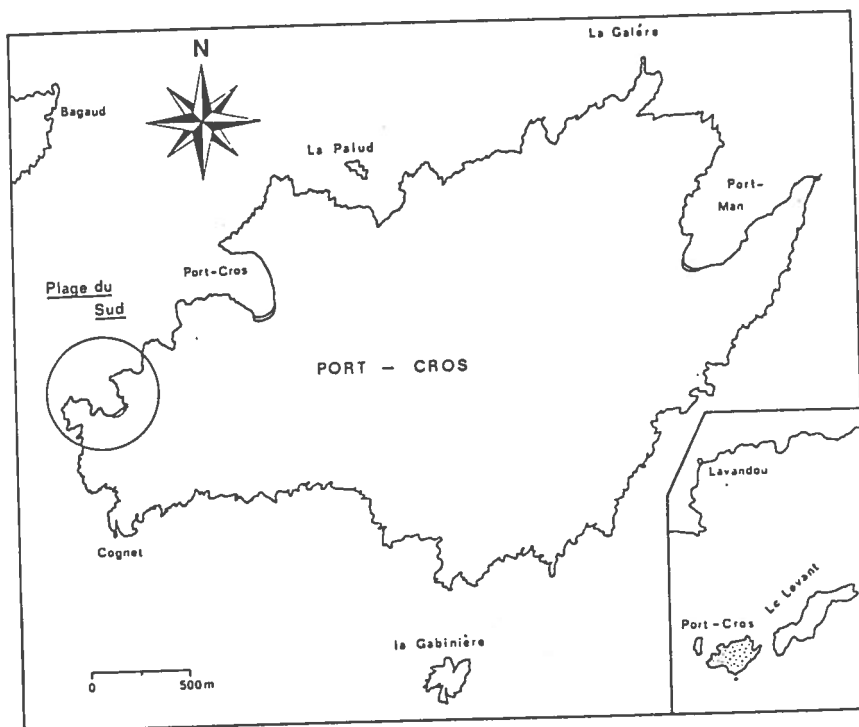 La Galère
N
Bagaud
La Palud
Port-
Man
Port-Cros
Plage du
Sud
PORT – CROS
Lavandou
Cognet
Le Levant
Port-Cros
la Gabinière
0 500m